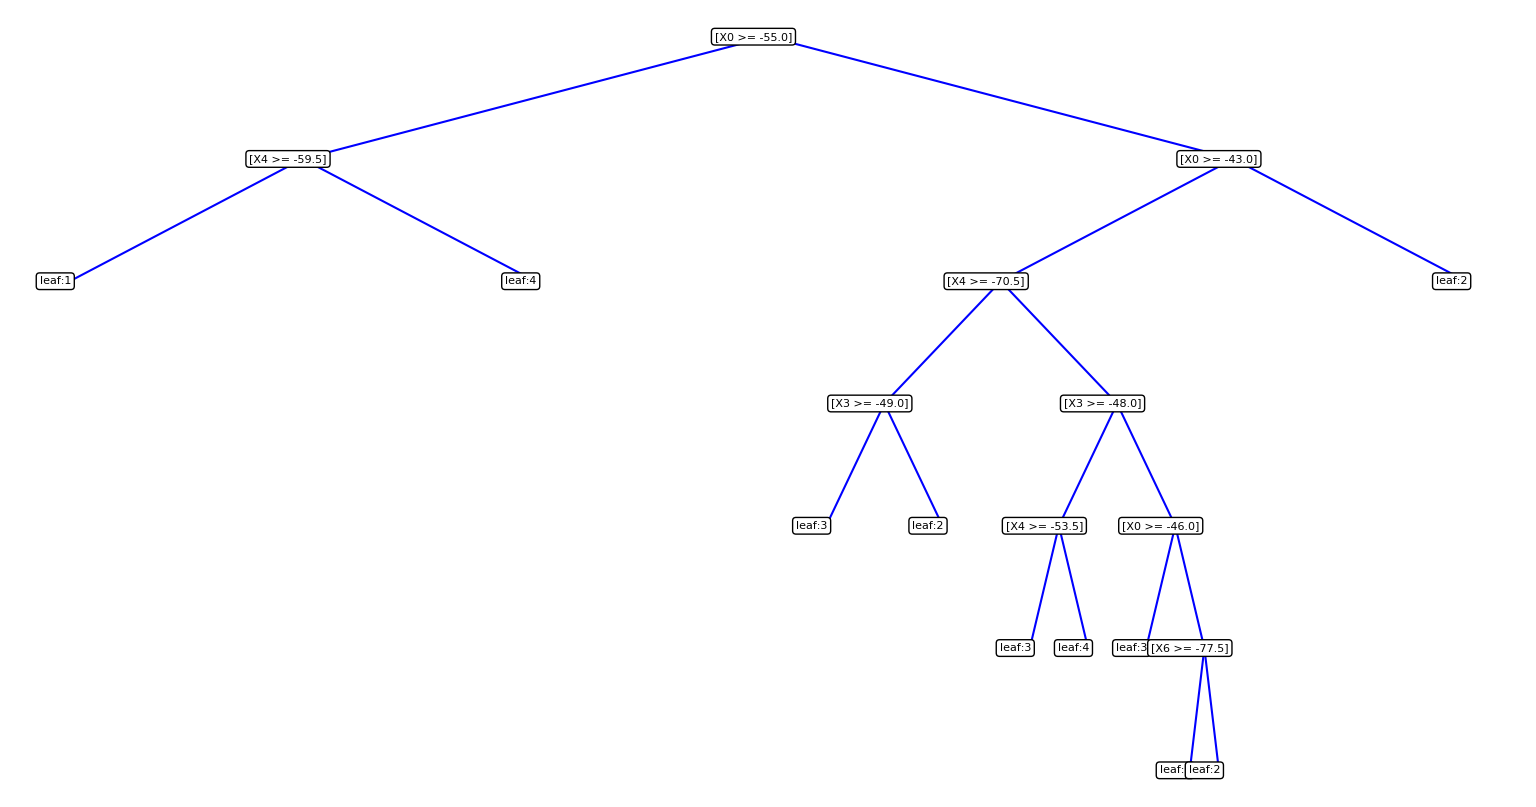 [X0 >= -55.0]
[X4 >= -59.5]
[X0 >= -43.0]
leaf:1
leaf:4
[X4 >= -70.5]
leaf:2
[X3 >= -49.0]
[X3 >= -48.0]
leaf:3
leaf:2
[X4 >= -53.5]
[X0 >= -46.0]
leaf:3
leaf:4
leaf:3
[X6 >= -77.5]
leaf:
leaf:2